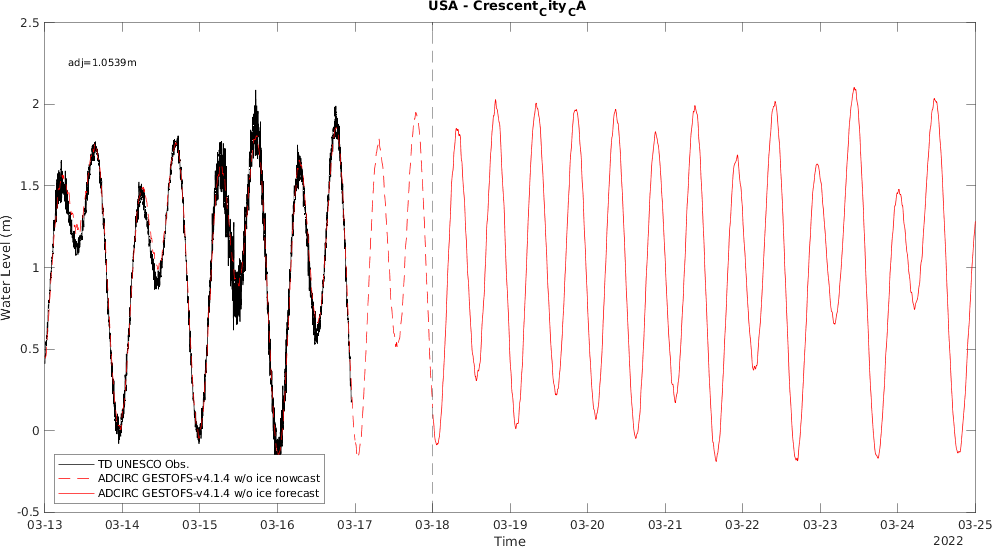 USA - Crescent_City_CA
adj=1.0539m
2.5
2
1.5
1
0.5
0
-0.5
Water Level (m)
TD UNESCO Obs.
ADCIRC GESTOFS-v4.1.4 w/o ice nowcast
ADCIRC GESTOFS-v4.1.4 w/o ice forecast
03-13 03-14 03-15 03-16 03-17 03-18 03-19 03-20 03-21 03-22 03-23 03-24 03-25
Time
2022